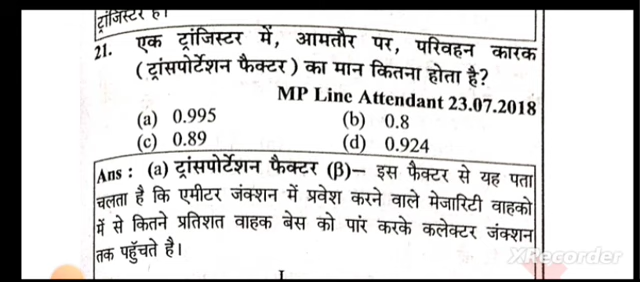 ट्रांजिस्टर है।
21. एक ट्रांजिस्टर में, आमतौर पर, परिवहन कारक
(ट्रांसपोर्टेशन फैक्टर) का मान कितना होता है?
MP Line Attendant 23.07.2018
(a) 0.995 (b) 0.8
(c) 0.89 (d) 0.924
Ans : (a) ट्रांसपोर्टेशन फैक्टर (β)– इस फैक्टर से यह पता
चलता है कि एमीटर जंक्शन में प्रवेश करने वाले मेजारिटी वाहको
में से कितने प्रतिशत वाहक बेस को पार करके कलेक्टर जंक्शन
तक पहुँचते है।
XRecorder